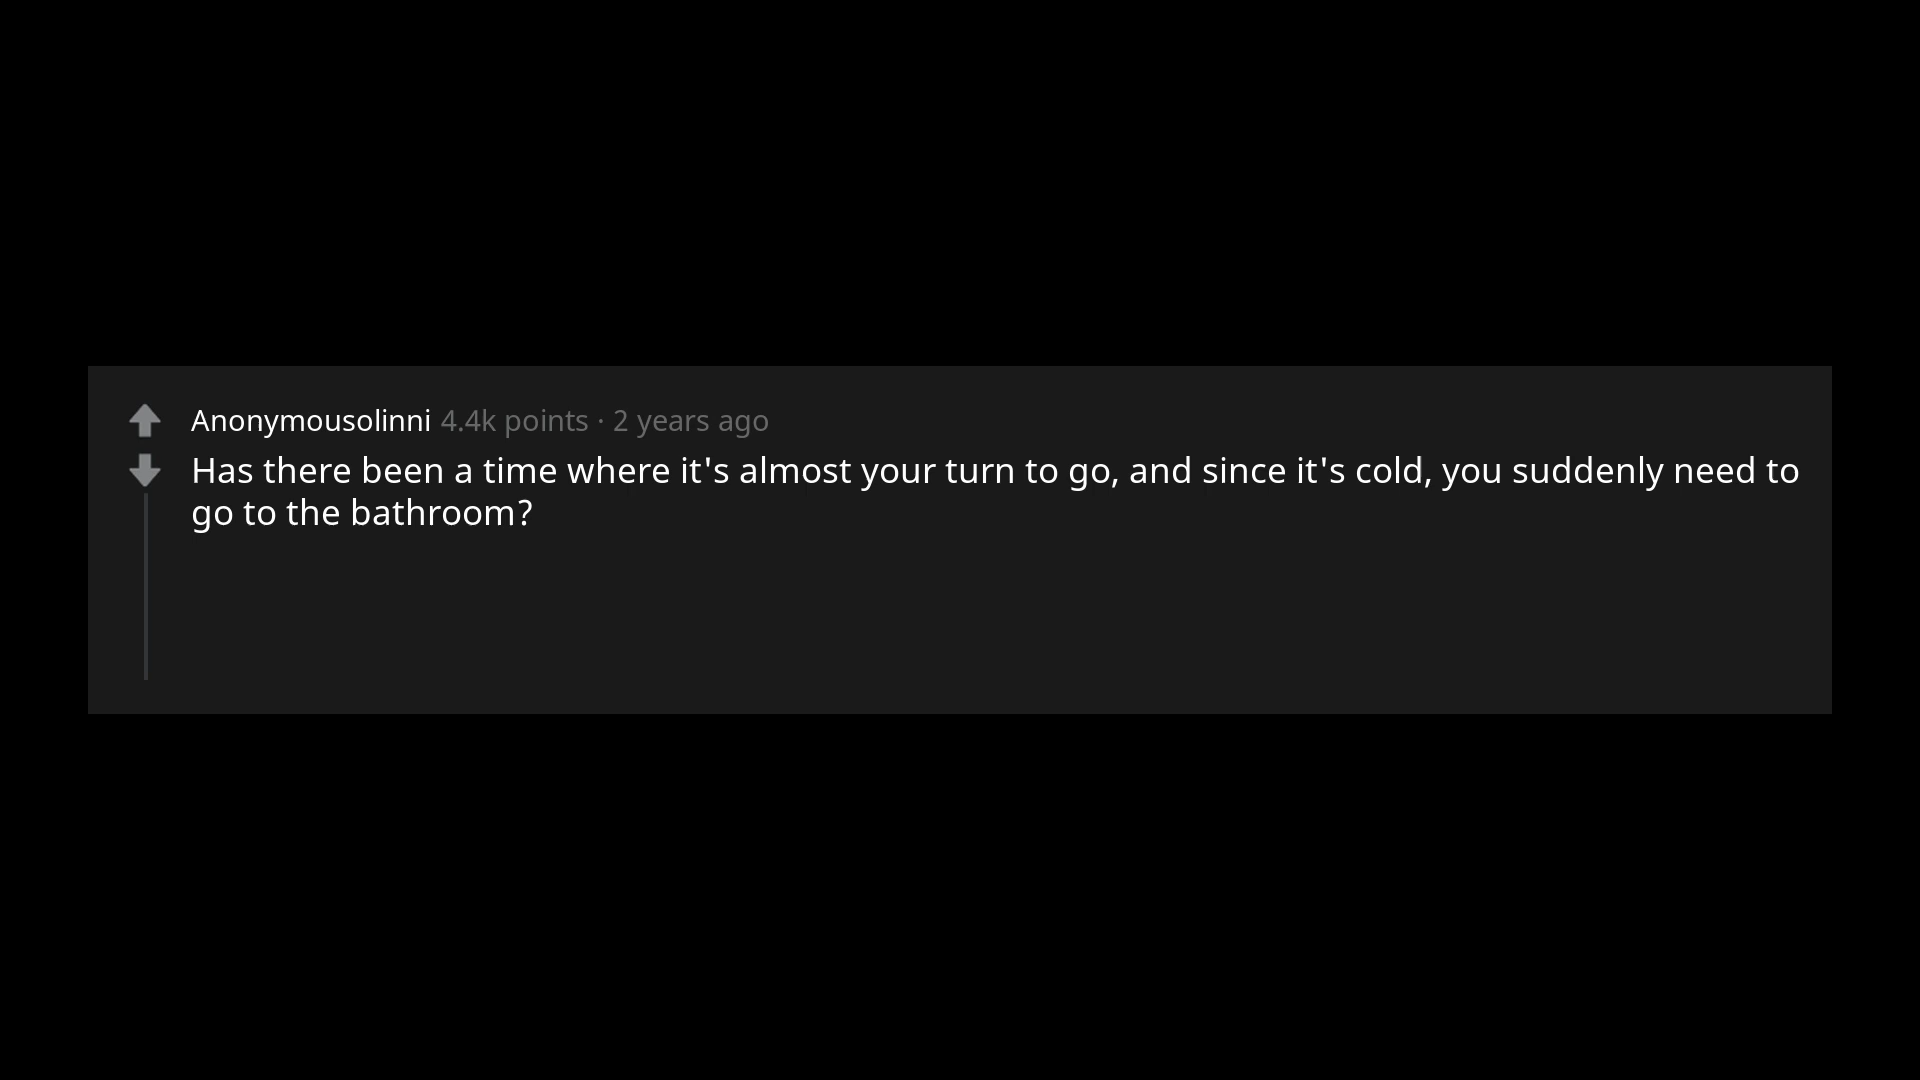 Anonymousolinni 4.4k points · 2 years ago
Has there been a time where it's almost your turn to go, and since it's cold, you suddenly need to
go to the bathroom?